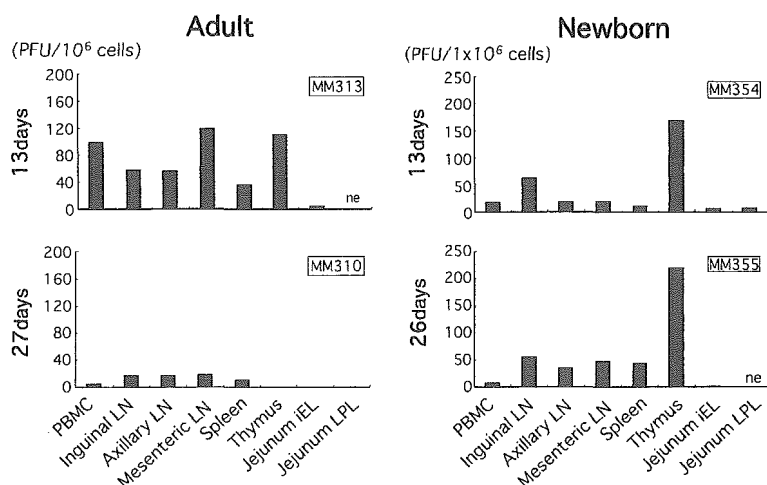 Adult
(PFU/10⁶ cells)
13days
200
160
120
80
40
0
MM313
ne
27days
200
160
120
80
40
0
MM310
PBMC
Inguinal LN
Axillary LN
Mesenteric LN
Spleen
Thymus
Jejunum iEL
Jejunum LPL
Newborn
(PFU/1x10⁶ cells)
13days
250
200
150
100
50
0
MM354
26days
250
200
150
100
50
0
MM355
ne
PBMC
Inguinal LN
Axillary LN
Mesenteric LN
Spleen
Thymus
Jejunum iEL
Jejunum LPL